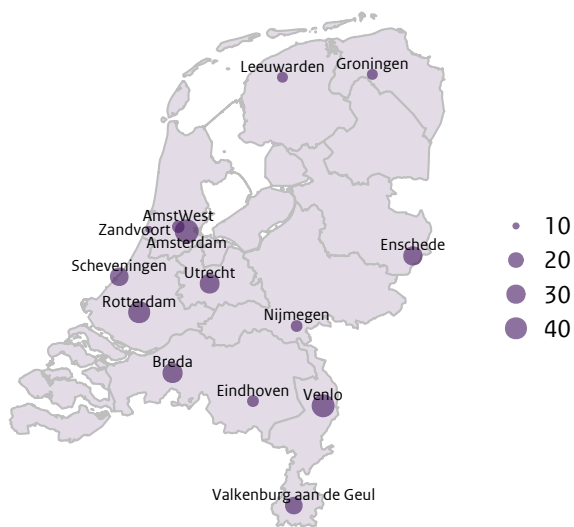 Leeuwarden
Groningen
AmstWest
Zandvoort
Amsterdam
Enschede
Scheveningen
Utrecht
Rotterdam
Nijmegen
Breda
Eindhoven
Venlo
Valkenburg aan de Geul
10
20
30
40